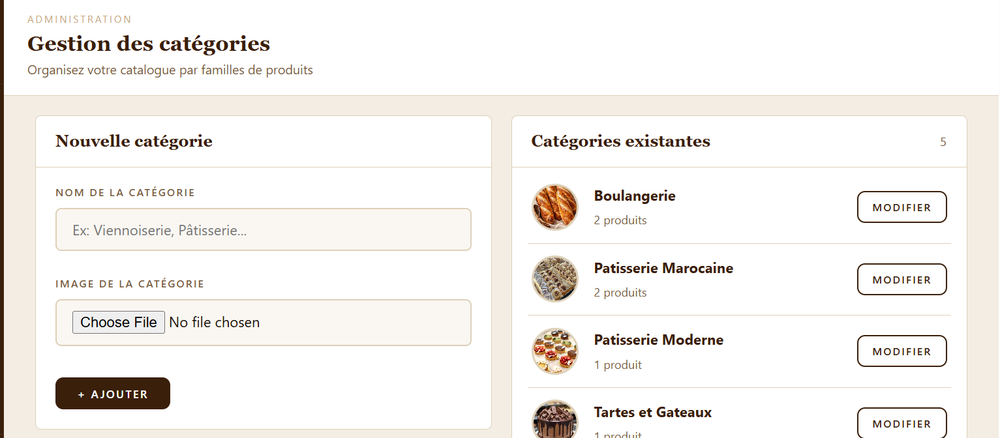 ADMINISTRATION
Gestion des catégories
Organisez votre catalogue par familles de produits
Nouvelle catégorie
NOM DE LA CATÉGORIE
Ex: Viennoiserie, Pâtisserie...
IMAGE DE LA CATÉGORIE
Choose File No file chosen
+ AJOUTER
Catégories existantes 5
Boulangerie
2 produits
MODIFIER
Patisserie Marocaine
2 produits
MODIFIER
Patisserie Moderne
1 produit
MODIFIER
Tartes et Gateaux
1 produit
MODIFIER